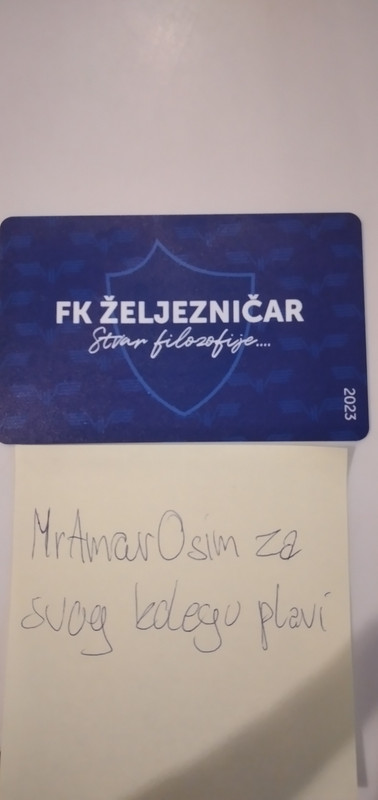 FK ŽELJEZNIČAR
Stvar filozofije....
2023
MrAmarOsim za
svog kolegu plavi